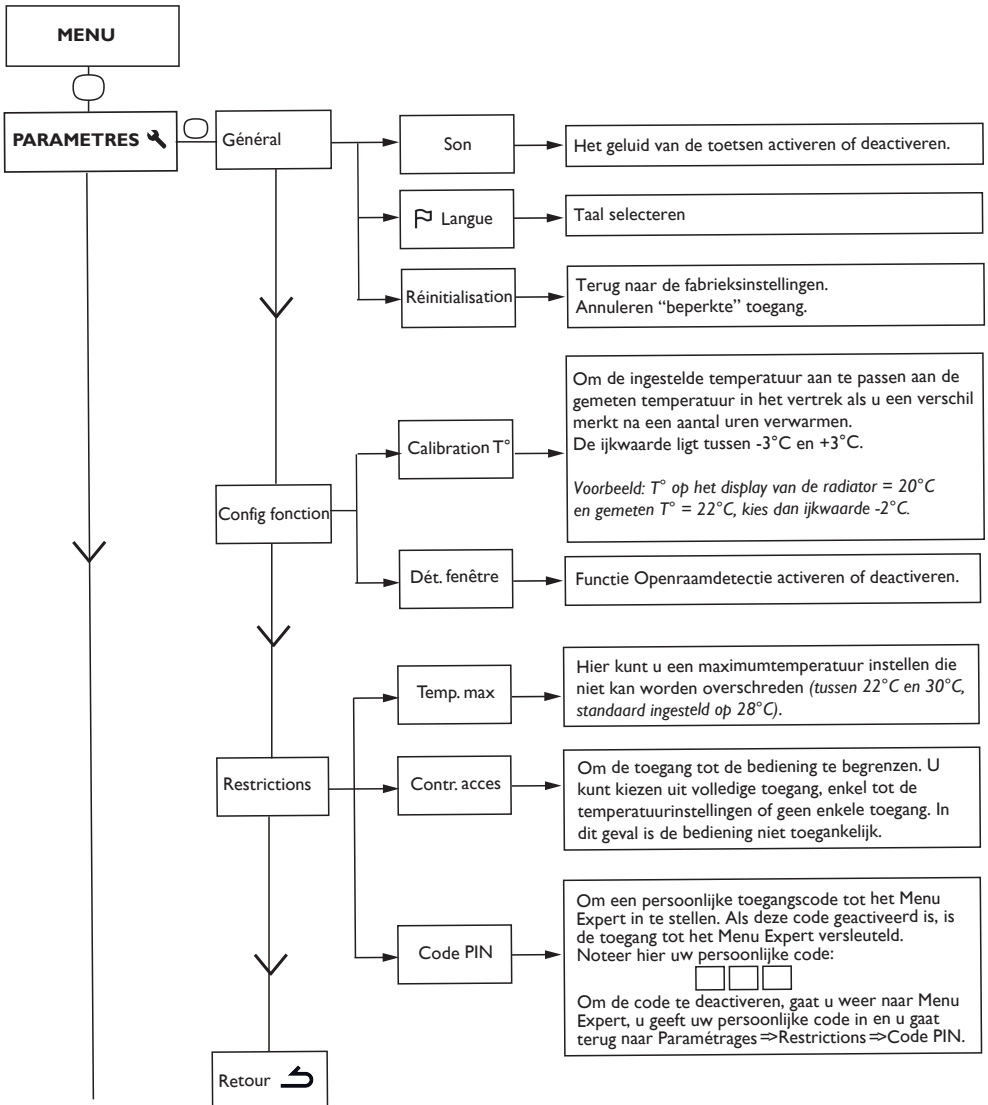 MENU
PARAMETRES
Général
Son
Het geluid van de toetsen activeren of deactiveren.
Langue
Taal selecteren
Réinitialisation
Terug naar de fabrieksinstellingen.
Annuleren “beperkte” toegang.
Config fonction
Calibration T°
Om de ingestelde temperatuur aan te passen aan de
gemeten temperatuur in het vertrek als u een verschil
merkt na een aantal uren verwarmen.
De ijkwaarde ligt tussen -3°C en +3°C.
Voorbeeld: T° op het display van de radiator = 20°C
en gemeten T° = 22°C, kies dan ijkwaarde -2°C.
Dét. fenêtre
Functie Openraamdetectie activeren of deactiveren.
Restrictions
Temp. max
Hier kunt u een maximumtemperatuur instellen die
niet kan worden overschreden (tussen 22°C en 30°C,
standaard ingesteld op 28°C).
Contr. acces
Om de toegang tot de bediening te begrenzen. U
kunt kiezen uit volledige toegang, enkel tot de
temperatuurinstellingen of geen enkele toegang. In
dit geval is de bediening niet toegankelijk.
Code PIN
Om een persoonlijke toegangscode tot het Menu
Expert in te stellen. Als deze code geactiveerd is, is
de toegang tot het Menu Expert versleuteld.
Noteer hier uw persoonlijke code:
Om de code te deactiveren, gaat u weer naar Menu
Expert, u geeft uw persoonlijke code in en u gaat
terug naar Paramétrages⇒Restrictions⇒Code PIN.
Retour